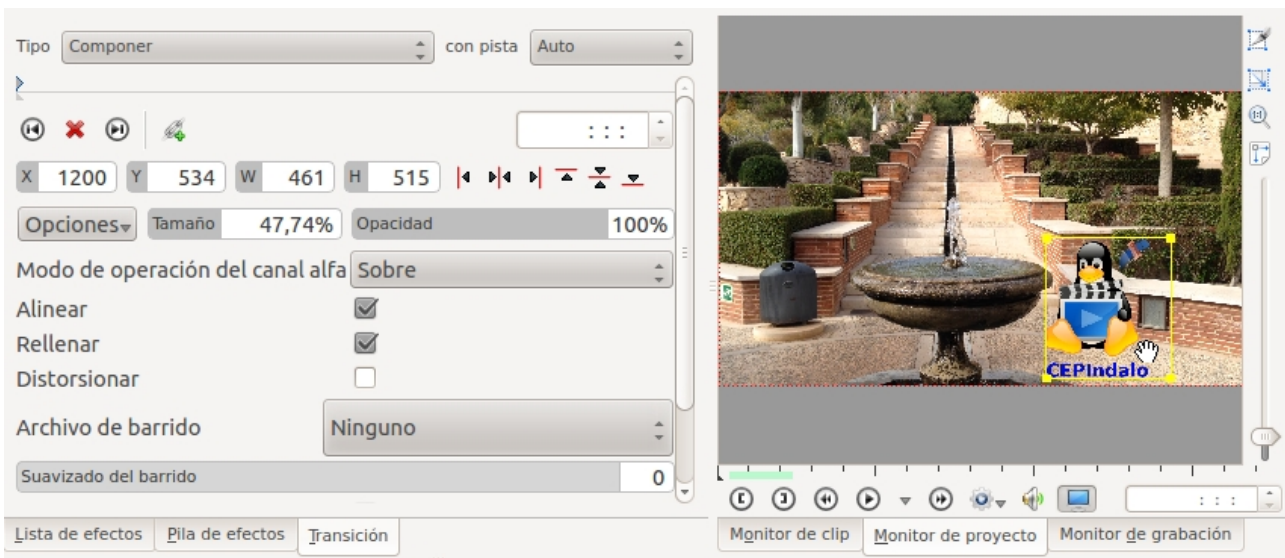 Tipo Componer con pista Auto
: : :
X 1200 Y 534 W 461 H 515
Opciones Tamaño 47,74% Opacidad 100%
Modo de operación del canal alfa Sobre
Alinear
Rellenar
Distorsionar
Archivo de barrido Ninguno
Suavizado del barrido 0
Lista de efectos Pila de efectos Transición
1:1
CEPIndalo
: : :
Monitor de clip Monitor de proyecto Monitor de grabación